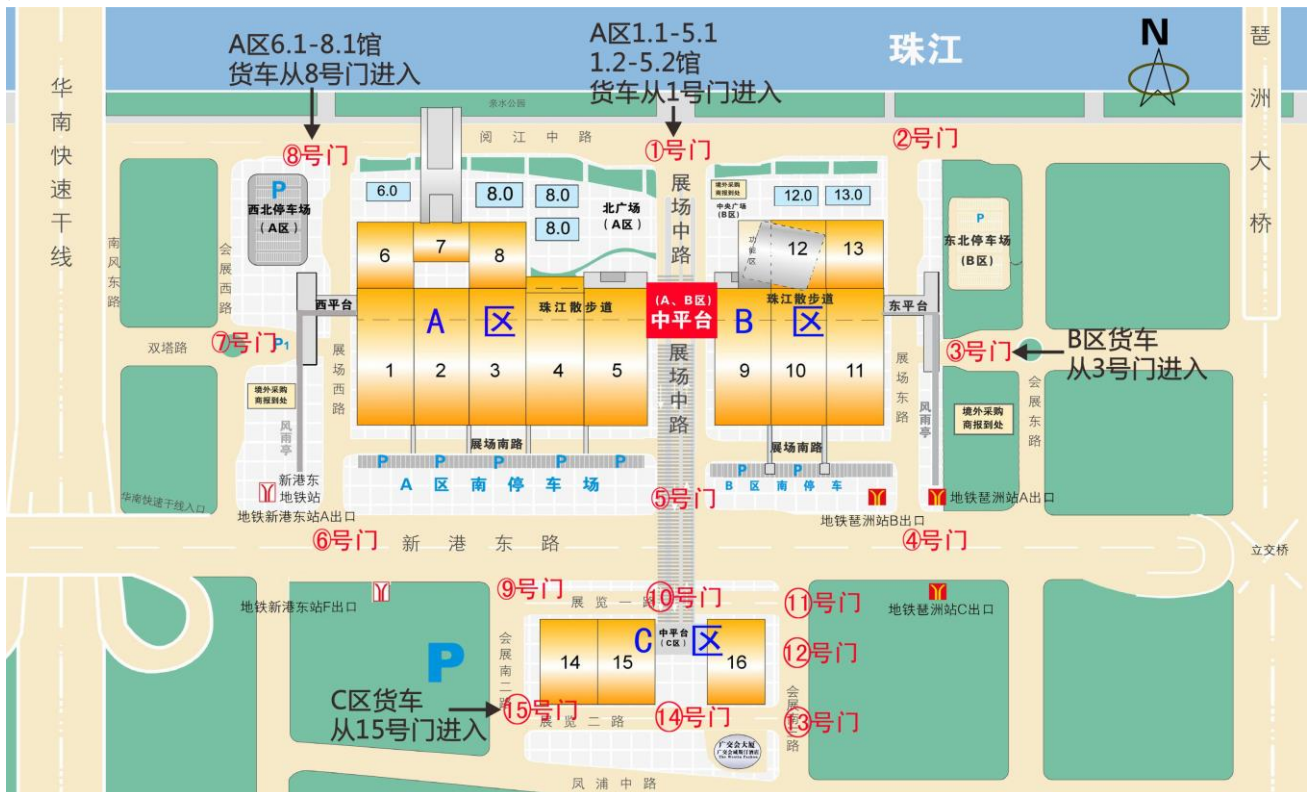 A区6.1-8.1馆
货车从8号门进入
A区1.1-5.1
1.2-5.2馆
货车从1号门进入
珠江
N
琶洲大桥
华南快速干线
亲水公园
阅江中路
⑧号门
①号门
②号门
P
西北停车场
(A区)
6.0
8.0
8.0
8.0
北广场
(A区)
展场中路
境外采购
商报到处
中央广场
(B区)
12.0
13.0
P
东北停车场
(B区)
南风东路
会展西路
6
7
8
功能区
12
13
西平台
A区
珠江散步道
(A、B区)
中平台
B区
珠江散步道
东平台
双塔路
⑦号门
P1
展场西路
1
2
3
4
5
展场中路
9
10
11
展场东路
③号门
B区货车
从3号门进入
境外采购
商报到处
风雨亭
风雨亭
境外采购
商报到处
会展东路
展场南路
展场南路
P
P
P
P
P
A区南停车场
P
P
B区南停车
新港东
地铁站
地铁新港东站A出口
华南快速干线入口
⑤号门
地铁琶洲站B出口
地铁琶洲站A出口
⑥号门
新港东路
④号门
立交桥
地铁新港东站F出口
⑨号门
展览一路
⑩号门
⑪号门
地铁琶洲站C出口
P
会展南二路
14
15
C区
中平台
(C区)
16
⑫号门
C区货车
从15号门进入
⑮号门
展览二路
⑭号门
⑬号门
广交会大厦
The Westin Pazhou
凤浦中路